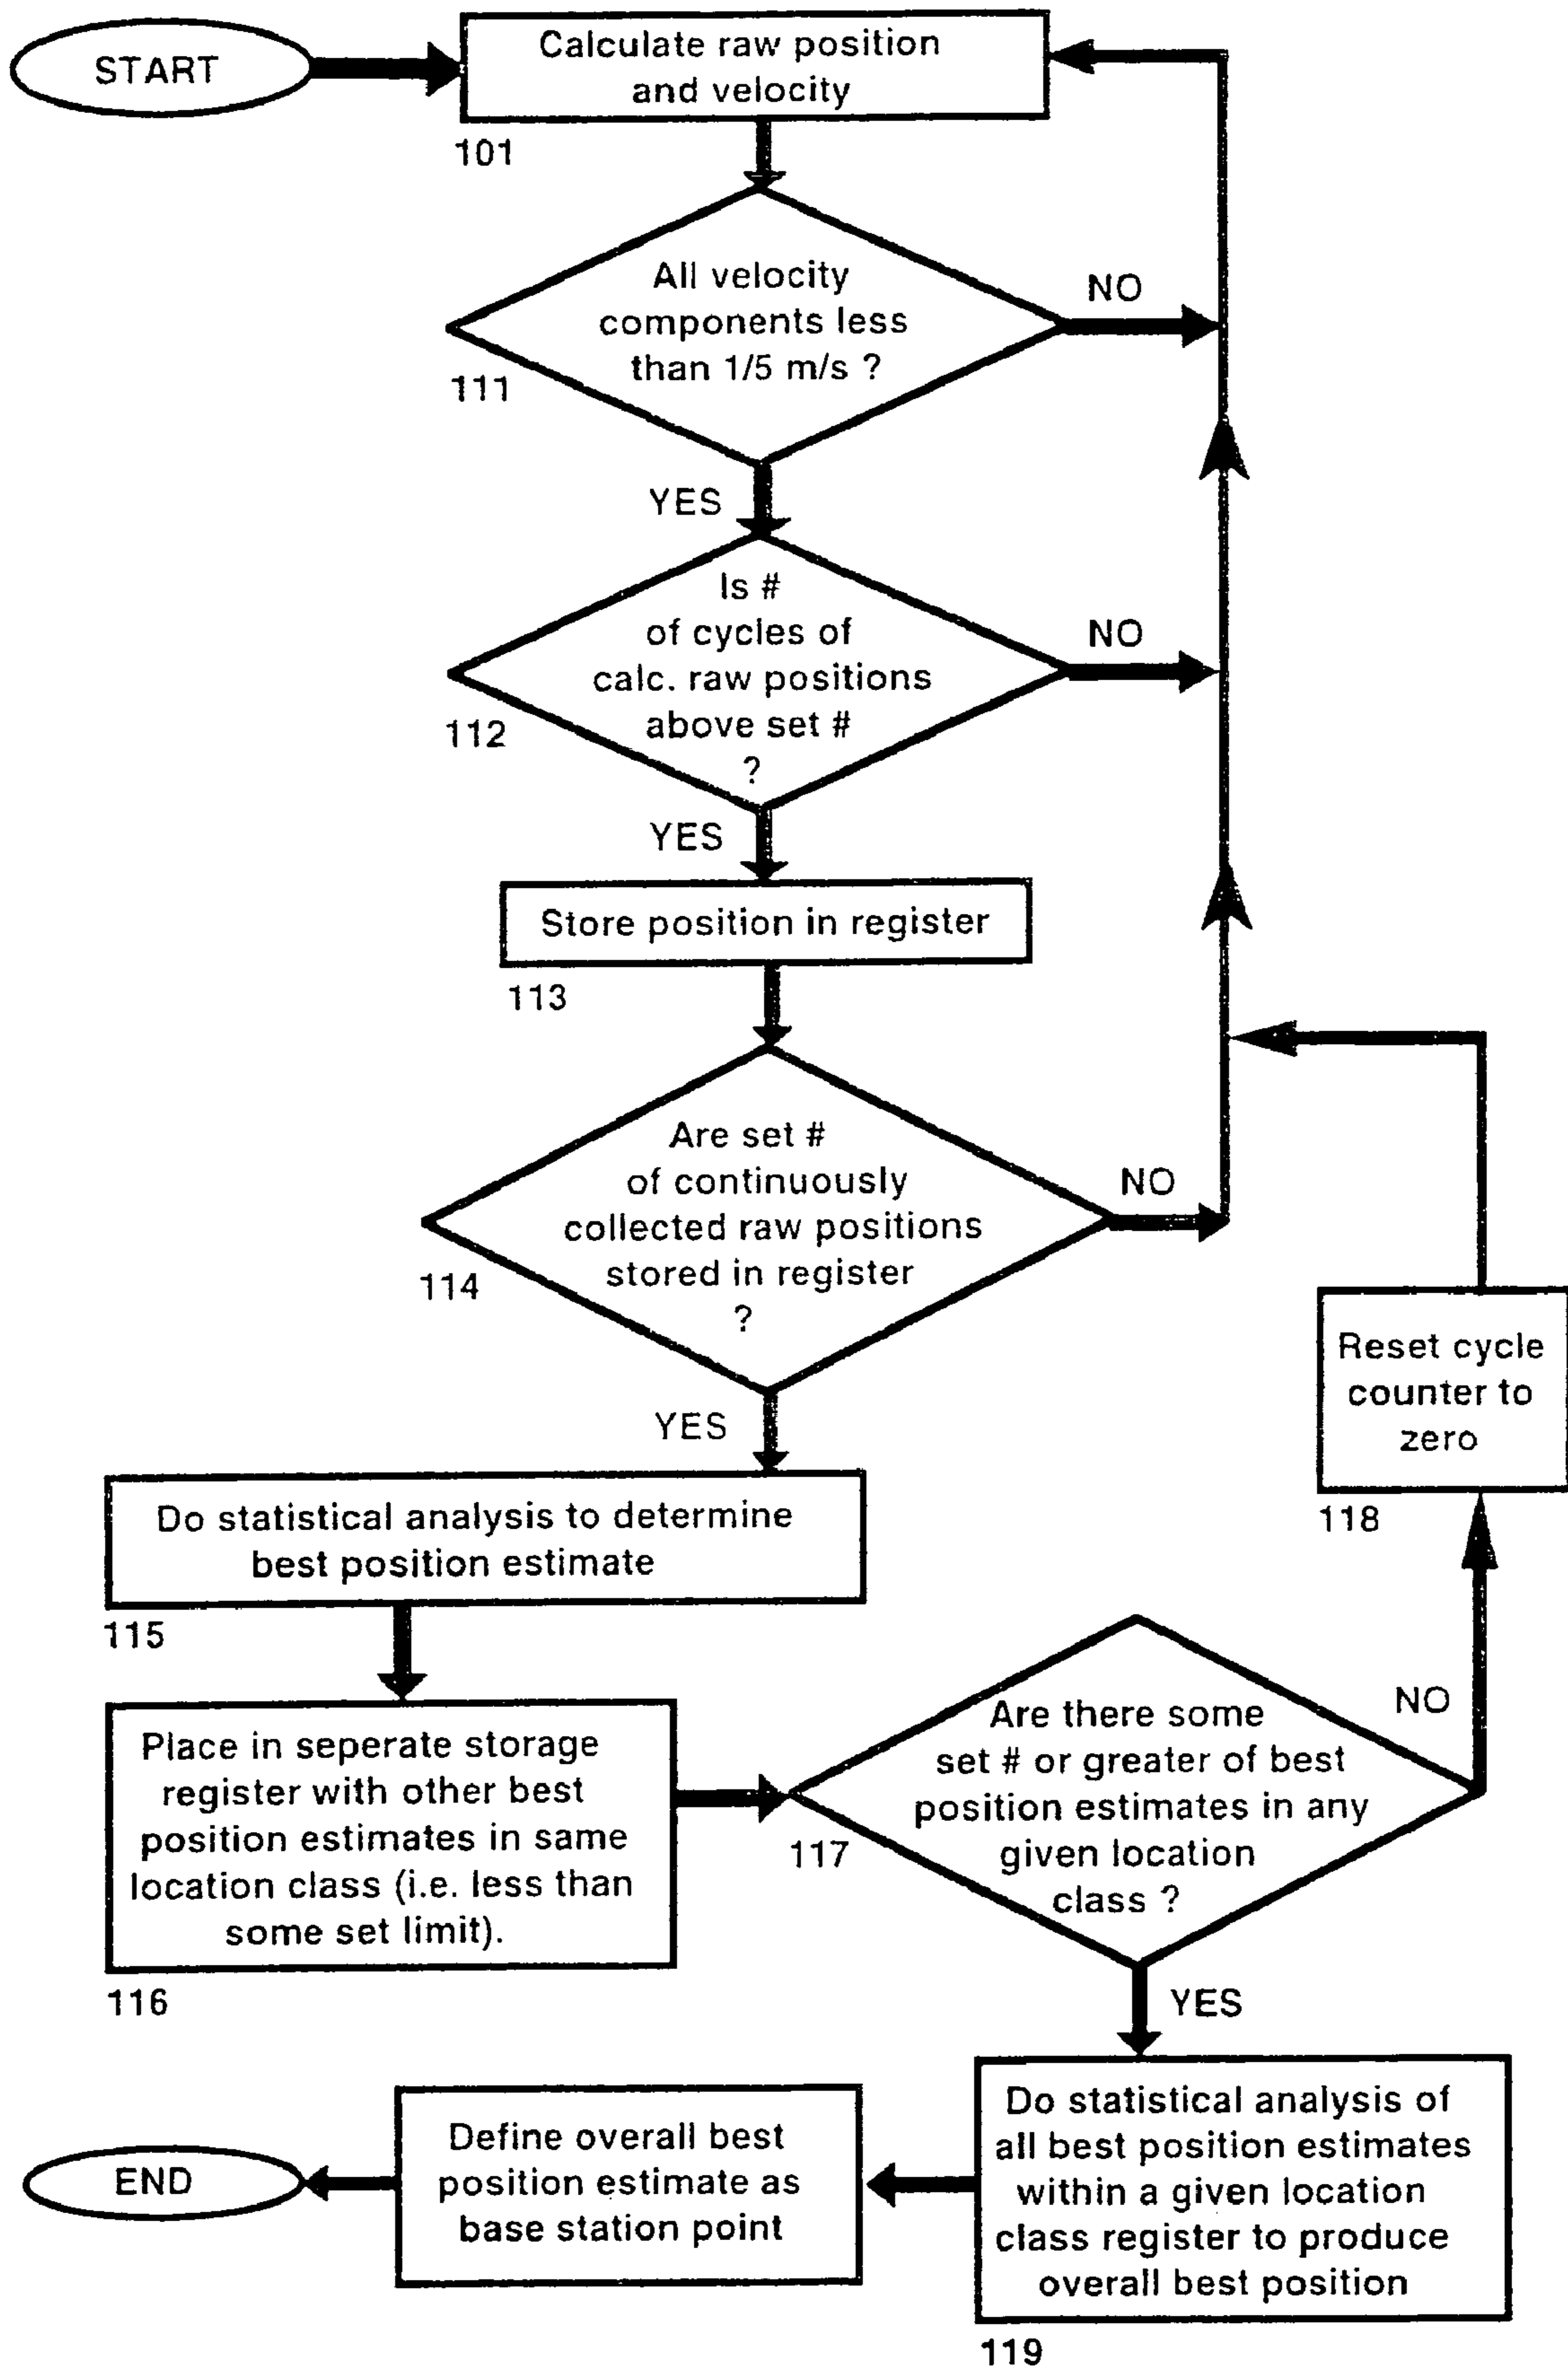 START
Calculate raw position
and velocity
101
All velocity
components less
than 1/5 m/s ?
111
NO
YES
Is #
of cycles of
calc. raw positions
above set #
?
112
NO
YES
Store position in register
113
Are set #
of continuously
collected raw positions
stored in register
?
114
NO
YES
Reset cycle
counter to
zero
118
Do statistical analysis to determine
best position estimate
115
Place in seperate storage
register with other best
position estimates in same
location class (i.e. less than
some set limit).
116
Are there some
set # or greater of best
position estimates in any
given location
class ?
117
NO
YES
Do statistical analysis of
all best position estimates
within a given location
class register to produce
overall best position
119
Define overall best
position estimate as
base station point
END